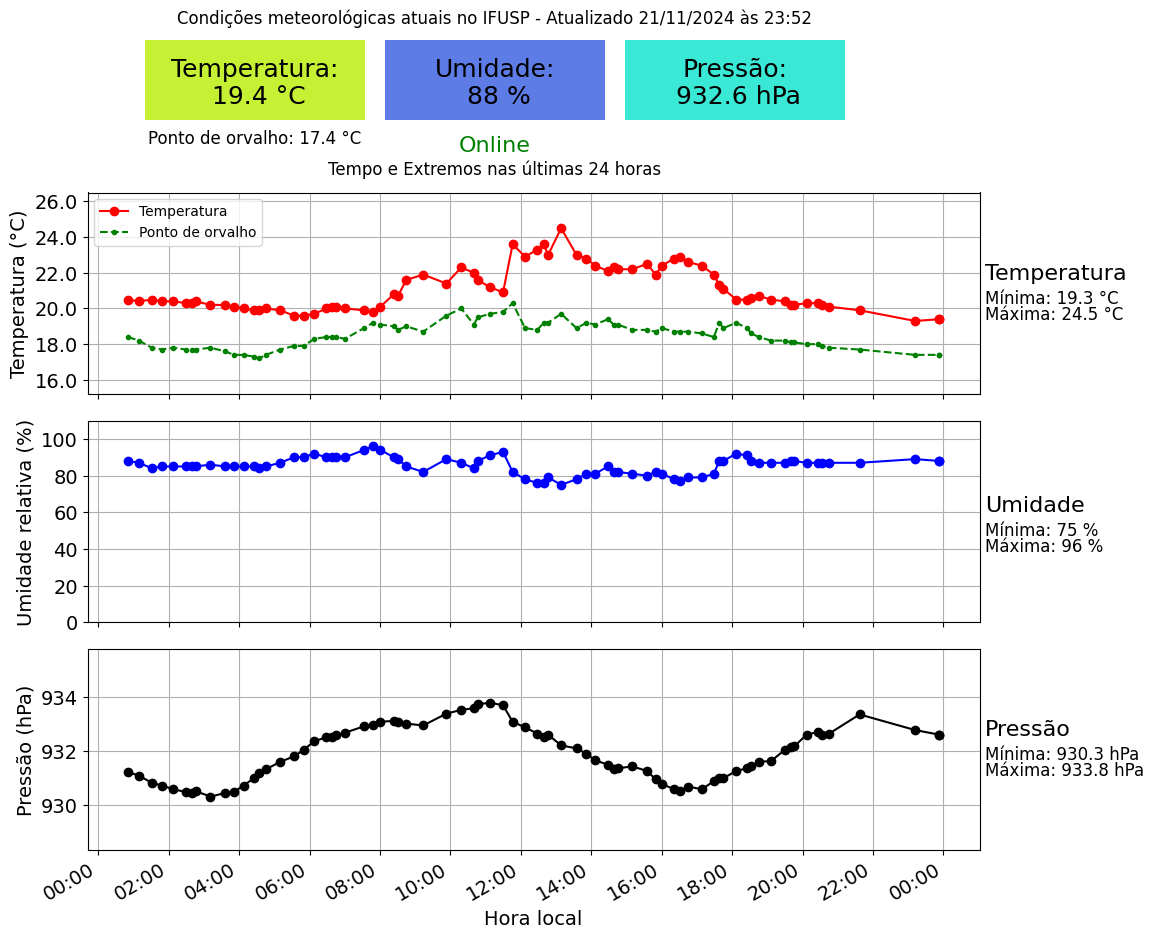 Condições meteorológicas atuais no IFUSP - Atualizado 21/11/2024 às 23:52
Temperatura:
19.4 °C
Umidade:
88 %
Pressão:
932.6 hPa
Ponto de orvalho: 17.4 °C
Online
Tempo e Extremos nas últimas 24 horas
Temperatura (°C)
26.0
24.0
22.0
20.0
18.0
16.0
Temperatura
Ponto de orvalho
Temperatura
Mínima: 19.3 °C
Máxima: 24.5 °C
Umidade relativa (%)
100
80
60
40
20
0
Umidade
Mínima: 75 %
Máxima: 96 %
Pressão (hPa)
934
932
930
Pressão
Mínima: 930.3 hPa
Máxima: 933.8 hPa
00:00 02:00 04:00 06:00 08:00 10:00 12:00 14:00 16:00 18:00 20:00 22:00 00:00
Hora local